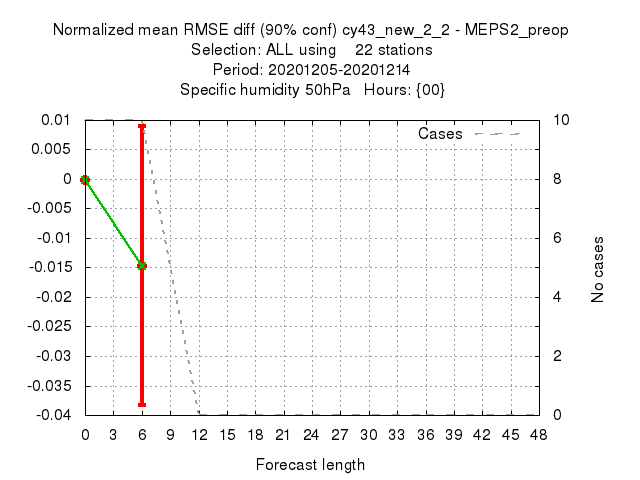 Normalized mean RMSE diff (90% conf) cy43_new_2_2 - MEPS2_preop
Selection: ALL using 22 stations
Period: 20201205-20201214
Specific humidity 50hPa Hours: {00}
Cases
0.01
0.005
0
-0.005
-0.01
-0.015
-0.02
-0.025
-0.03
-0.035
-0.04
10
8
6
4
2
0
No cases
0 3 6 9 12 15 18 21 24 27 30 33 36 39 42 45 48
Forecast length